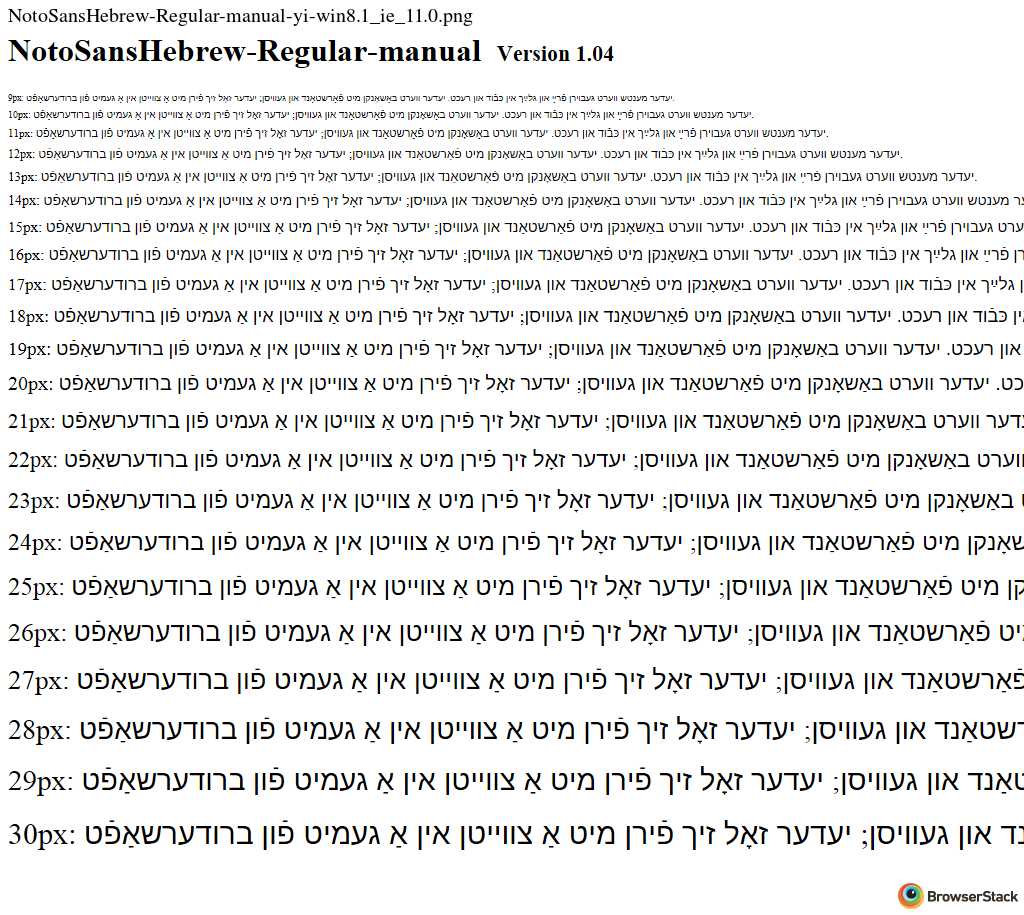 NotoSansHebrew-Regular-manual-yi-win8.1_ie_11.0.png
NotoSansHebrew-Regular-manual Version 1.04
9px: יעדער מענטש ווערט געבוירן פֿרײַ און גלײַך אין כּבֿוד און רעכט. יעדער ווערט באַשאָנקן מיט פֿאַרשטאַנד און געוויסן; יעדער זאָל זיך פֿירן מיט אַ צווייטן אין אַ געמיט פֿון ברודערשאַפֿט.
10px: יעדער מענטש ווערט געבוירן פֿרײַ און גלײַך אין כּבֿוד און רעכט. יעדער ווערט באַשאָנקן מיט פֿאַרשטאַנד און געוויסן; יעדער זאָל זיך פֿירן מיט אַ צווייטן אין אַ געמיט פֿון ברודערשאַפֿט.
11px: יעדער מענטש ווערט געבוירן פֿרײַ און גלײַך אין כּבֿוד און רעכט. יעדער ווערט באַשאָנקן מיט פֿאַרשטאַנד און געוויסן; יעדער זאָל זיך פֿירן מיט אַ צווייטן אין אַ געמיט פֿון ברודערשאַפֿט.
12px: יעדער מענטש ווערט געבוירן פֿרײַ און גלײַך אין כּבֿוד און רעכט. יעדער ווערט באַשאָנקן מיט פֿאַרשטאַנד און געוויסן; יעדער זאָל זיך פֿירן מיט אַ צווייטן אין אַ געמיט פֿון ברודערשאַפֿט.
13px: יעדער מענטש ווערט געבוירן פֿרײַ און גלײַך אין כּבֿוד און רעכט. יעדער ווערט באַשאָנקן מיט פֿאַרשטאַנד און געוויסן; יעדער זאָל זיך פֿירן מיט אַ צווייטן אין אַ געמיט פֿון ברודערשאַפֿט.
14px: מענטש ווערט געבוירן פֿרײַ און גלײַך אין כּבֿוד און רעכט. יעדער ווערט באַשאָנקן מיט פֿאַרשטאַנד און געוויסן; יעדער זאָל זיך פֿירן מיט אַ צווייטן אין אַ געמיט פֿון ברודערשאַפֿט
15px: ערט געבוירן פֿרײַ און גלײַך אין כּבֿוד און רעכט. יעדער ווערט באַשאָנקן מיט פֿאַרשטאַנד און געוויסן; יעדער זאָל זיך פֿירן מיט אַ צווייטן אין אַ געמיט פֿון ברודערשאַפֿט
16px: רן פֿרײַ און גלײַך אין כּבֿוד און רעכט. יעדער ווערט באַשאָנקן מיט פֿאַרשטאַנד און געוויסן; יעדער זאָל זיך פֿירן מיט אַ צווייטן אין אַ געמיט פֿון ברודערשאַפֿט
17px: ן גלײַך אין כּבֿוד און רעכט. יעדער ווערט באַשאָנקן מיט פֿאַרשטאַנד און געוויסן; יעדער זאָל זיך פֿירן מיט אַ צווייטן אין אַ געמיט פֿון ברודערשאַפֿט
18px: ין כּבֿוד און רעכט. יעדער ווערט באַשאָנקן מיט פֿאַרשטאַנד און געוויסן; יעדער זאָל זיך פֿירן מיט אַ צווייטן אין אַ געמיט פֿון ברודערשאַפֿט
19px: און רעכט. יעדער ווערט באַשאָנקן מיט פֿאַרשטאַנד און געוויסן; יעדער זאָל זיך פֿירן מיט אַ צווייטן אין אַ געמיט פֿון ברודערשאַפֿט
20px: כט. יעדער ווערט באַשאָנקן מיט פֿאַרשטאַנד און געוויסן; יעדער זאָל זיך פֿירן מיט אַ צווייטן אין אַ געמיט פֿון ברודערשאַפֿט
21px: דער ווערט באַשאָנקן מיט פֿאַרשטאַנד און געוויסן; יעדער זאָל זיך פֿירן מיט אַ צווייטן אין אַ געמיט פֿון ברודערשאַפֿט
22px: ווערט באַשאָנקן מיט פֿאַרשטאַנד און געוויסן; יעדער זאָל זיך פֿירן מיט אַ צווייטן אין אַ געמיט פֿון ברודערשאַפֿט
23px: באַשאָנקן מיט פֿאַרשטאַנד און געוויסן; יעדער זאָל זיך פֿירן מיט אַ צווייטן אין אַ געמיט פֿון ברודערשאַפֿט
24px: שאָנקן מיט פֿאַרשטאַנד און געוויסן; יעדער זאָל זיך פֿירן מיט אַ צווייטן אין אַ געמיט פֿון ברודערשאַפֿט
25px: קן מיט פֿאַרשטאַנד און געוויסן; יעדער זאָל זיך פֿירן מיט אַ צווייטן אין אַ געמיט פֿון ברודערשאַפֿט
26px: יט פֿאַרשטאַנד און געוויסן; יעדער זאָל זיך פֿירן מיט אַ צווייטן אין אַ געמיט פֿון ברודערשאַפֿט
27px: פֿאַרשטאַנד און געוויסן; יעדער זאָל זיך פֿירן מיט אַ צווייטן אין אַ געמיט פֿון ברודערשאַפֿט
28px: שטאַנד און געוויסן; יעדער זאָל זיך פֿירן מיט אַ צווייטן אין אַ געמיט פֿון ברודערשאַפֿט
29px: טאַנד און געוויסן; יעדער זאָל זיך פֿירן מיט אַ צווייטן אין אַ געמיט פֿון ברודערשאַפֿט
30px: נד און געוויסן; יעדער זאָל זיך פֿירן מיט אַ צווייטן אין אַ געמיט פֿון ברודערשאַפֿט
BrowserStack